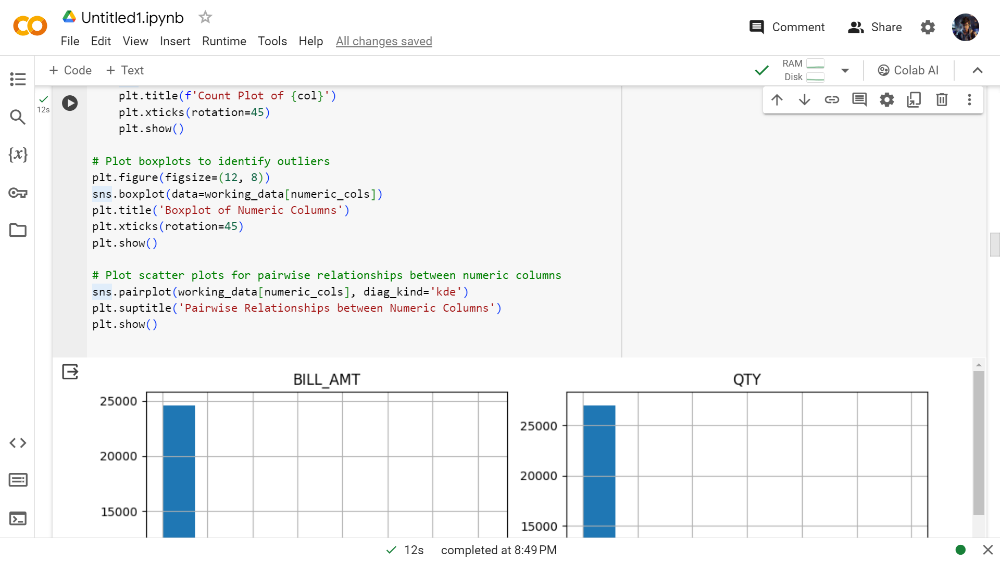 Untitled1.ipynb
File Edit View Insert Runtime Tools Help All changes saved
Comment Share
+ Code + Text
RAM
Disk
Colab AI
{x}
12s
plt.title(f'Count Plot of {col}')
plt.xticks(rotation=45)
plt.show()
# Plot boxplots to identify outliers
plt.figure(figsize=(12, 8))
sns.boxplot(data=working_data[numeric_cols])
plt.title('Boxplot of Numeric Columns')
plt.xticks(rotation=45)
plt.show()
# Plot scatter plots for pairwise relationships between numeric columns
sns.pairplot(working_data[numeric_cols], diag_kind='kde')
plt.suptitle('Pairwise Relationships between Numeric Columns')
plt.show()
BILL_AMT
25000
20000
15000
QTY
25000
20000
15000
12s completed at 8:49 PM